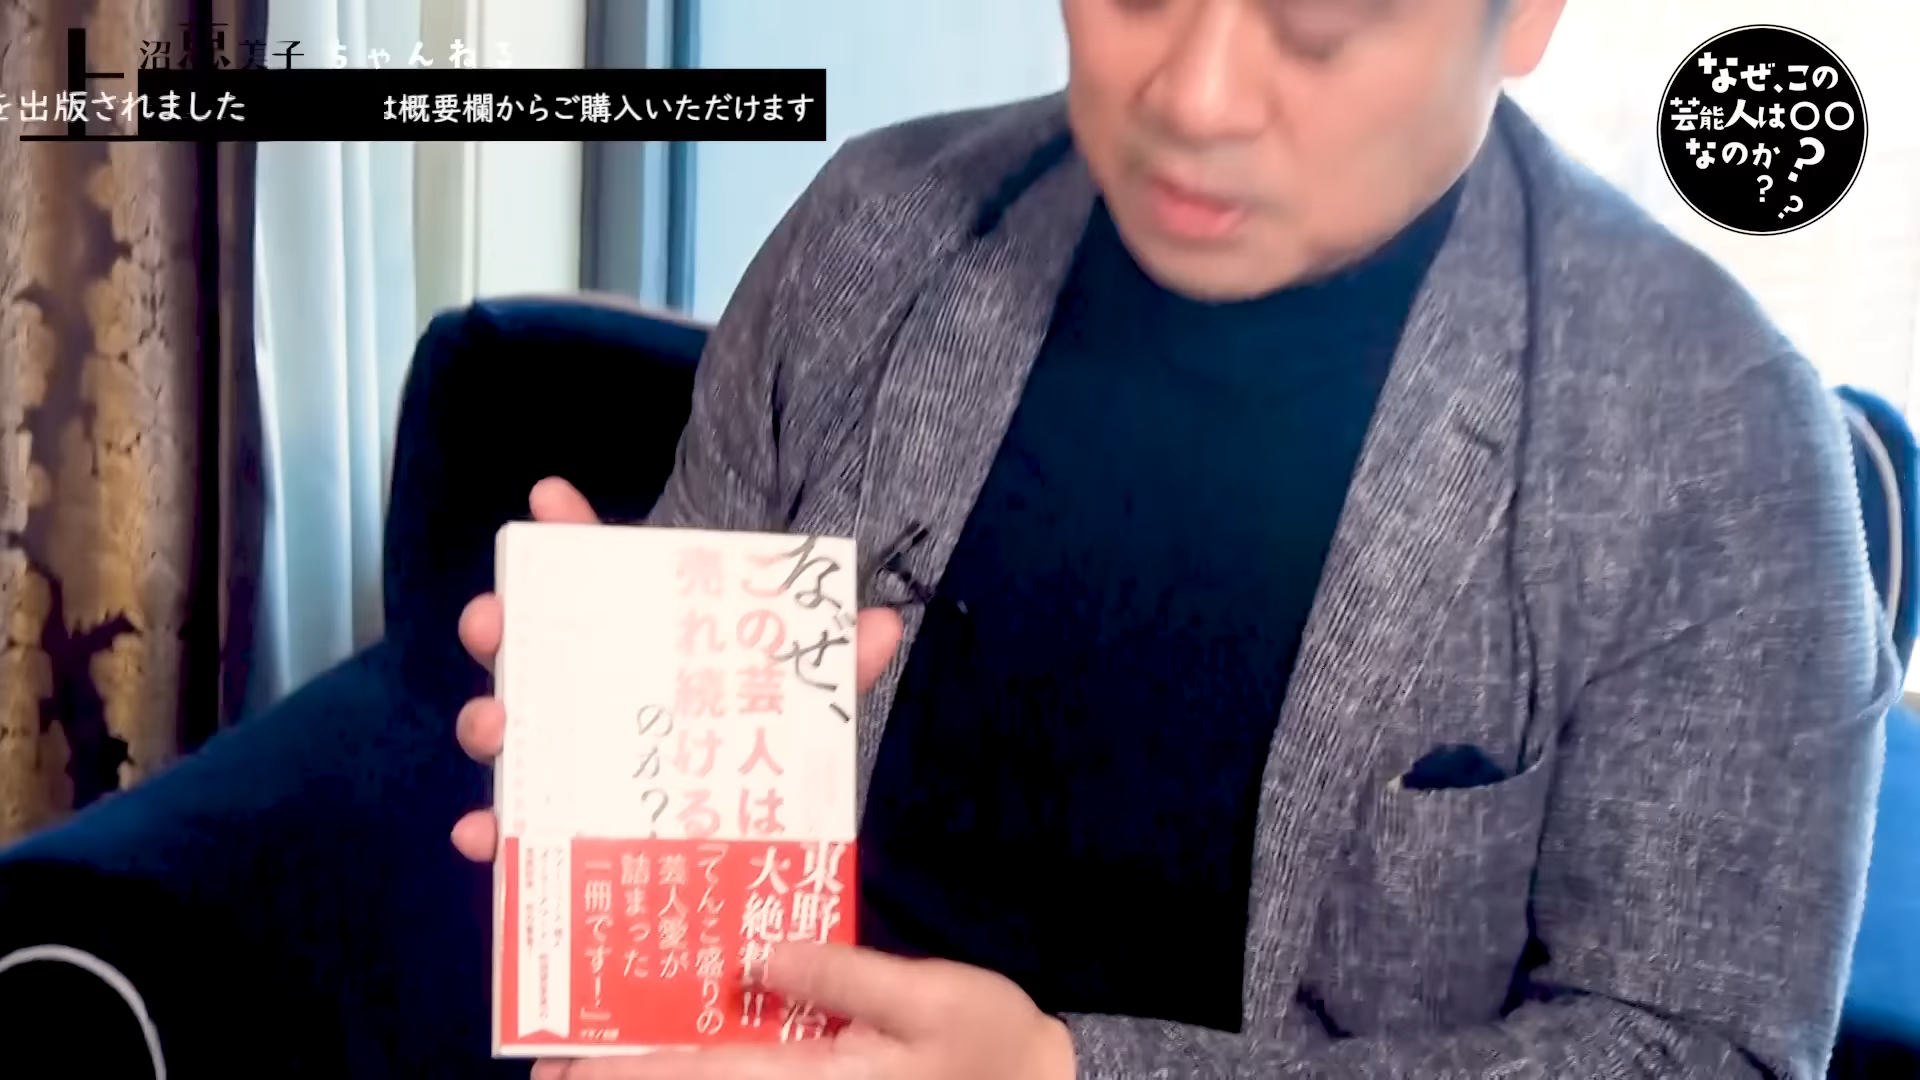 沼恵美子ちゃんねる
を出版されました
は概要欄からご購入いただけます
なぜ、この
芸能人は〇〇
なのか?
?
?
なぜ、
この芸人は
売れ続ける
のか?
東野 治
大絶賛!!
「てんこ盛りの
芸人愛が
詰まった
一冊です!」